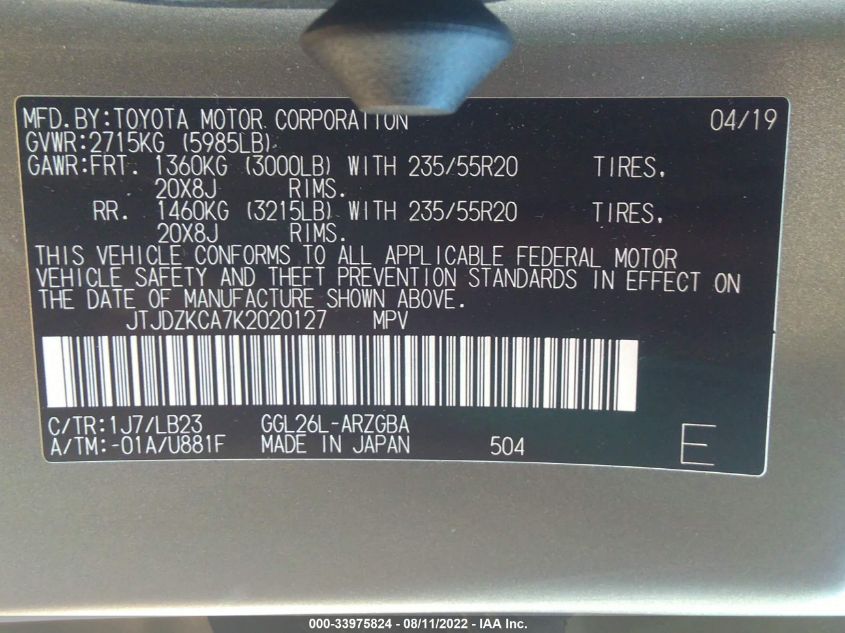 MFD.BY:TOYOTA MOTOR CORPORATION 04/19
GVWR:2715KG (5985LB)
GAWR:FRT. 1360KG (3000LB) WITH 235/55R20 TIRES,
20X8J RIMS.
RR. 1460KG (3215LB) WITH 235/55R20 TIRES,
20X8J RIMS.
THIS VEHICLE CONFORMS TO ALL APPLICABLE FEDERAL MOTOR
VEHICLE SAFETY AND THEFT PREVENTION STANDARDS IN EFFECT ON
THE DATE OF MANUFACTURE SHOWN ABOVE.
JTJDZKCA7K2020127 MPV
C/TR:1J7/LB23 GGL26L-ARZGBA
A/TM:-01A/U881F MADE IN JAPAN 504 E
000-33975824 - 08/11/2022 - IAA Inc.